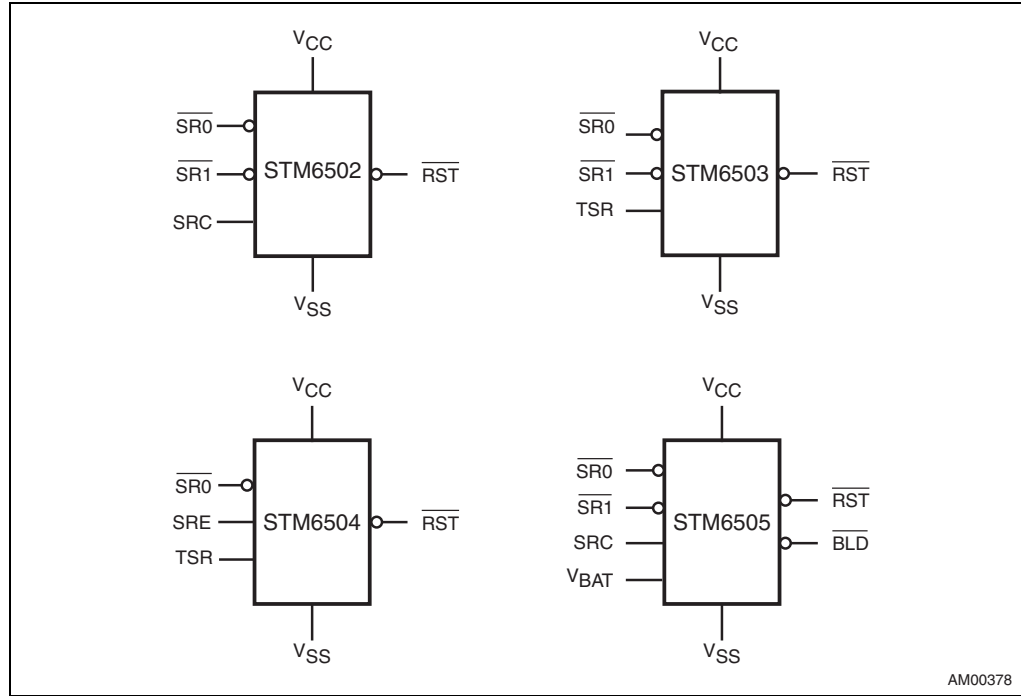 VCC
SR0
SR1
SRC
STM6502
RST
VSS
VCC
SR0
SR1
TSR
STM6503
RST
VSS
VCC
SR0
SRE
TSR
STM6504
RST
VSS
VCC
SR0
SR1
SRC
VBAT
STM6505
RST
BLD
VSS
AM00378